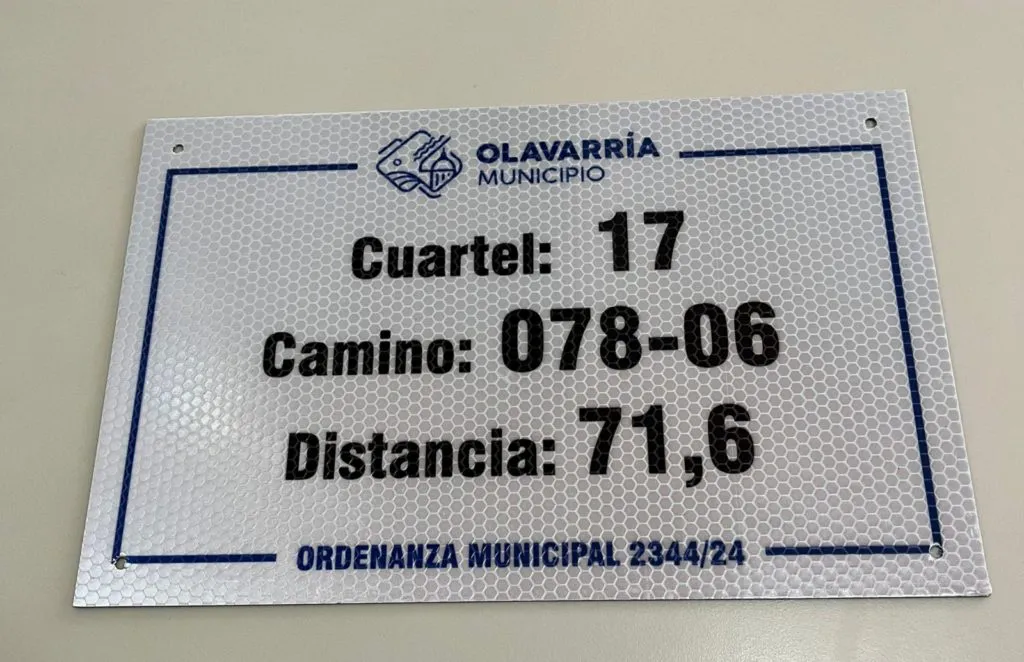 OLAVARRÍA
MUNICIPIO
Cuartel: 17
Camino: 078-06
Distancia: 71,6
ORDENANZA MUNICIPAL 2344/24